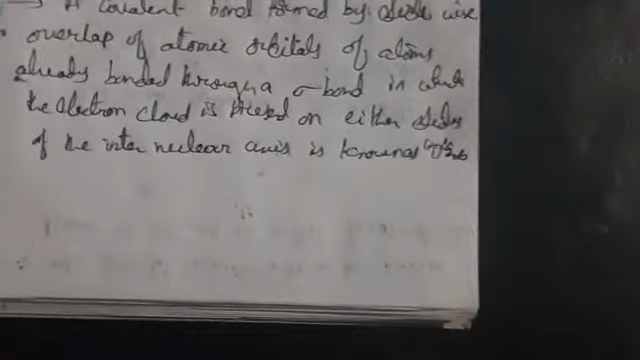 → A covalent bond formed by side wise
overlap of atomic orbitals of atoms
already bonded through a σ-bond in which
the electron cloud is present on either sides
of the inter nuclear axis is known as